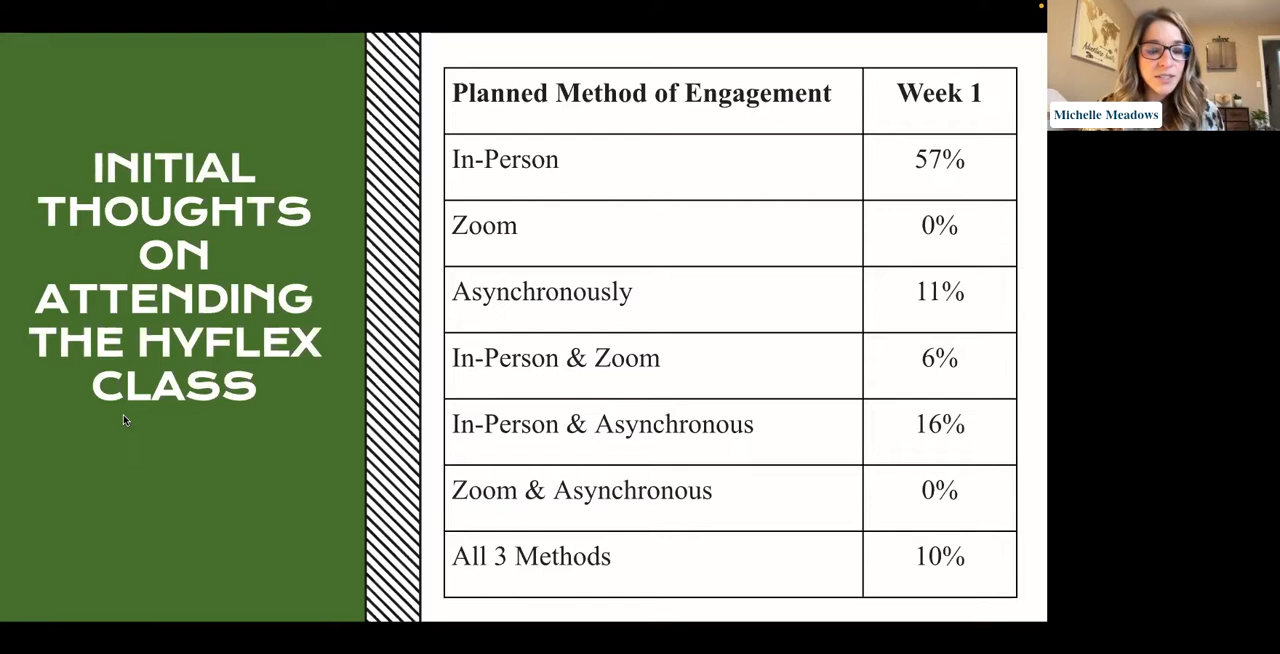 INITIAL
THOUGHTS
ON
ATTENDING
THE HYFLEX
CLASS
Planned Method of Engagement Week 1
In-Person 57%
Zoom 0%
Asynchronously 11%
In-Person & Zoom 6%
In-Person & Asynchronous 16%
Zoom & Asynchronous 0%
All 3 Methods 10%
Michelle Meadows